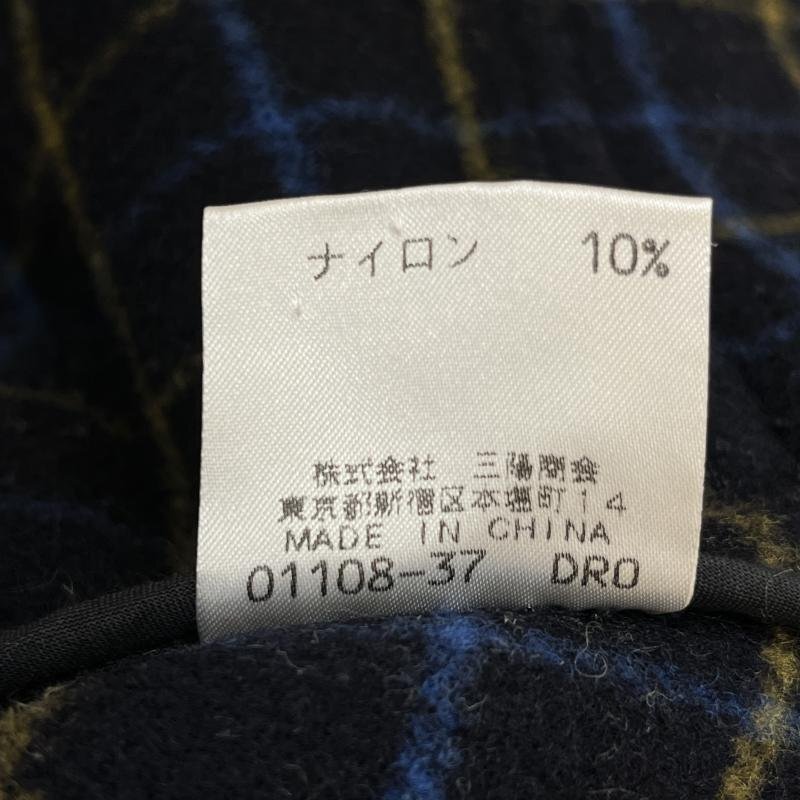 ナイロン 10%
株式会社 三陽商会
東京都新宿区本塩町14
MADE IN CHINA
01108-37 DRO